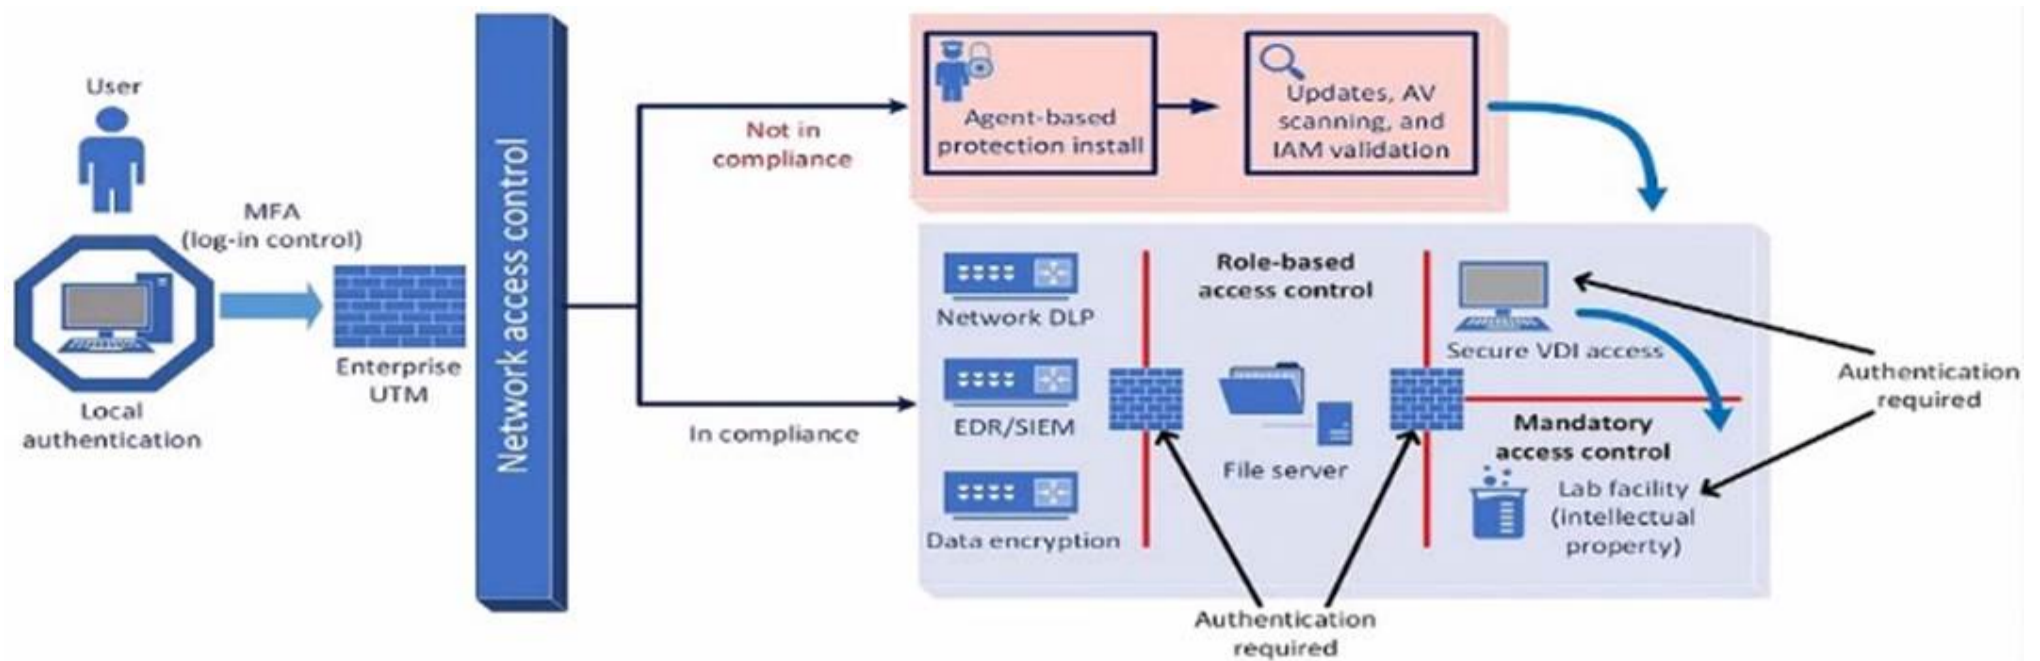 User
MFA
(log-in control)
Local
authentication
Enterprise
UTM
Network access control
Not in
compliance
In compliance
Agent-based
protection install
Updates, AV
scanning, and
IAM validation
Network DLP
EDR/SIEM
Data encryption
Role-based
access control
File server
Secure VDI access
Mandatory
access control
Lab facility
(intellectual
property)
Authentication
required
Authentication
required